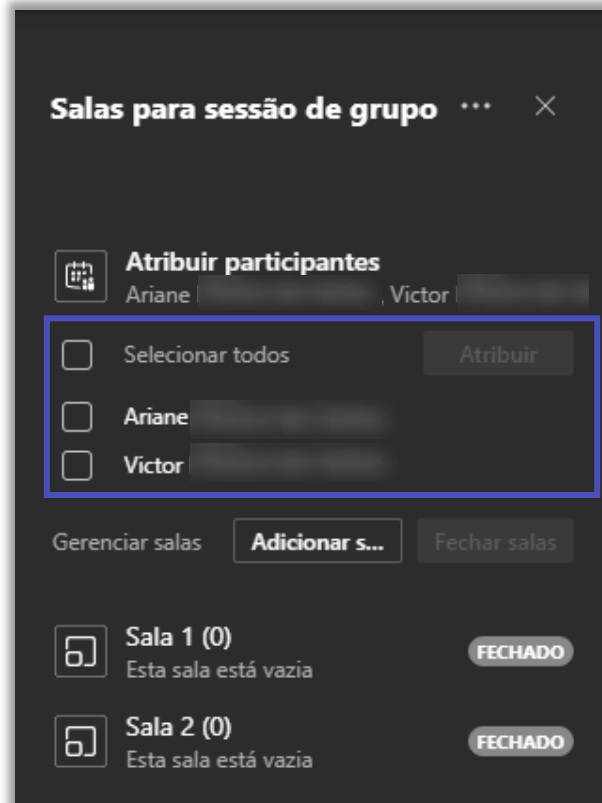 Salas para sessão de grupo ...
Atribuir participantes
Ariane , Victor
Selecionar todos Atribuir
Ariane
Victor
Gerenciar salas Adicionar s... Fechar salas
Sala 1 (0) FECHADO
Esta sala está vazia
Sala 2 (0) FECHADO
Esta sala está vazia